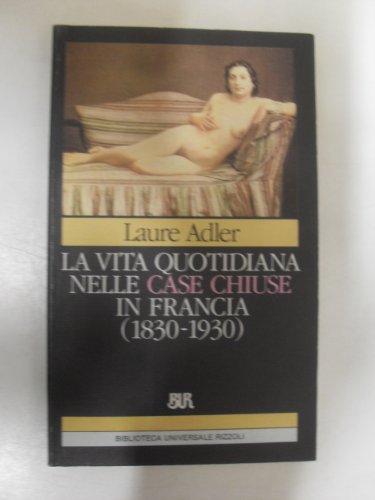 Laure Adler
LA VITA QUOTIDIANA
NELLE CASE CHIUSE
IN FRANCIA
(1830-1930)
BUR
BIBLIOTECA UNIVERSALE RIZZOLI